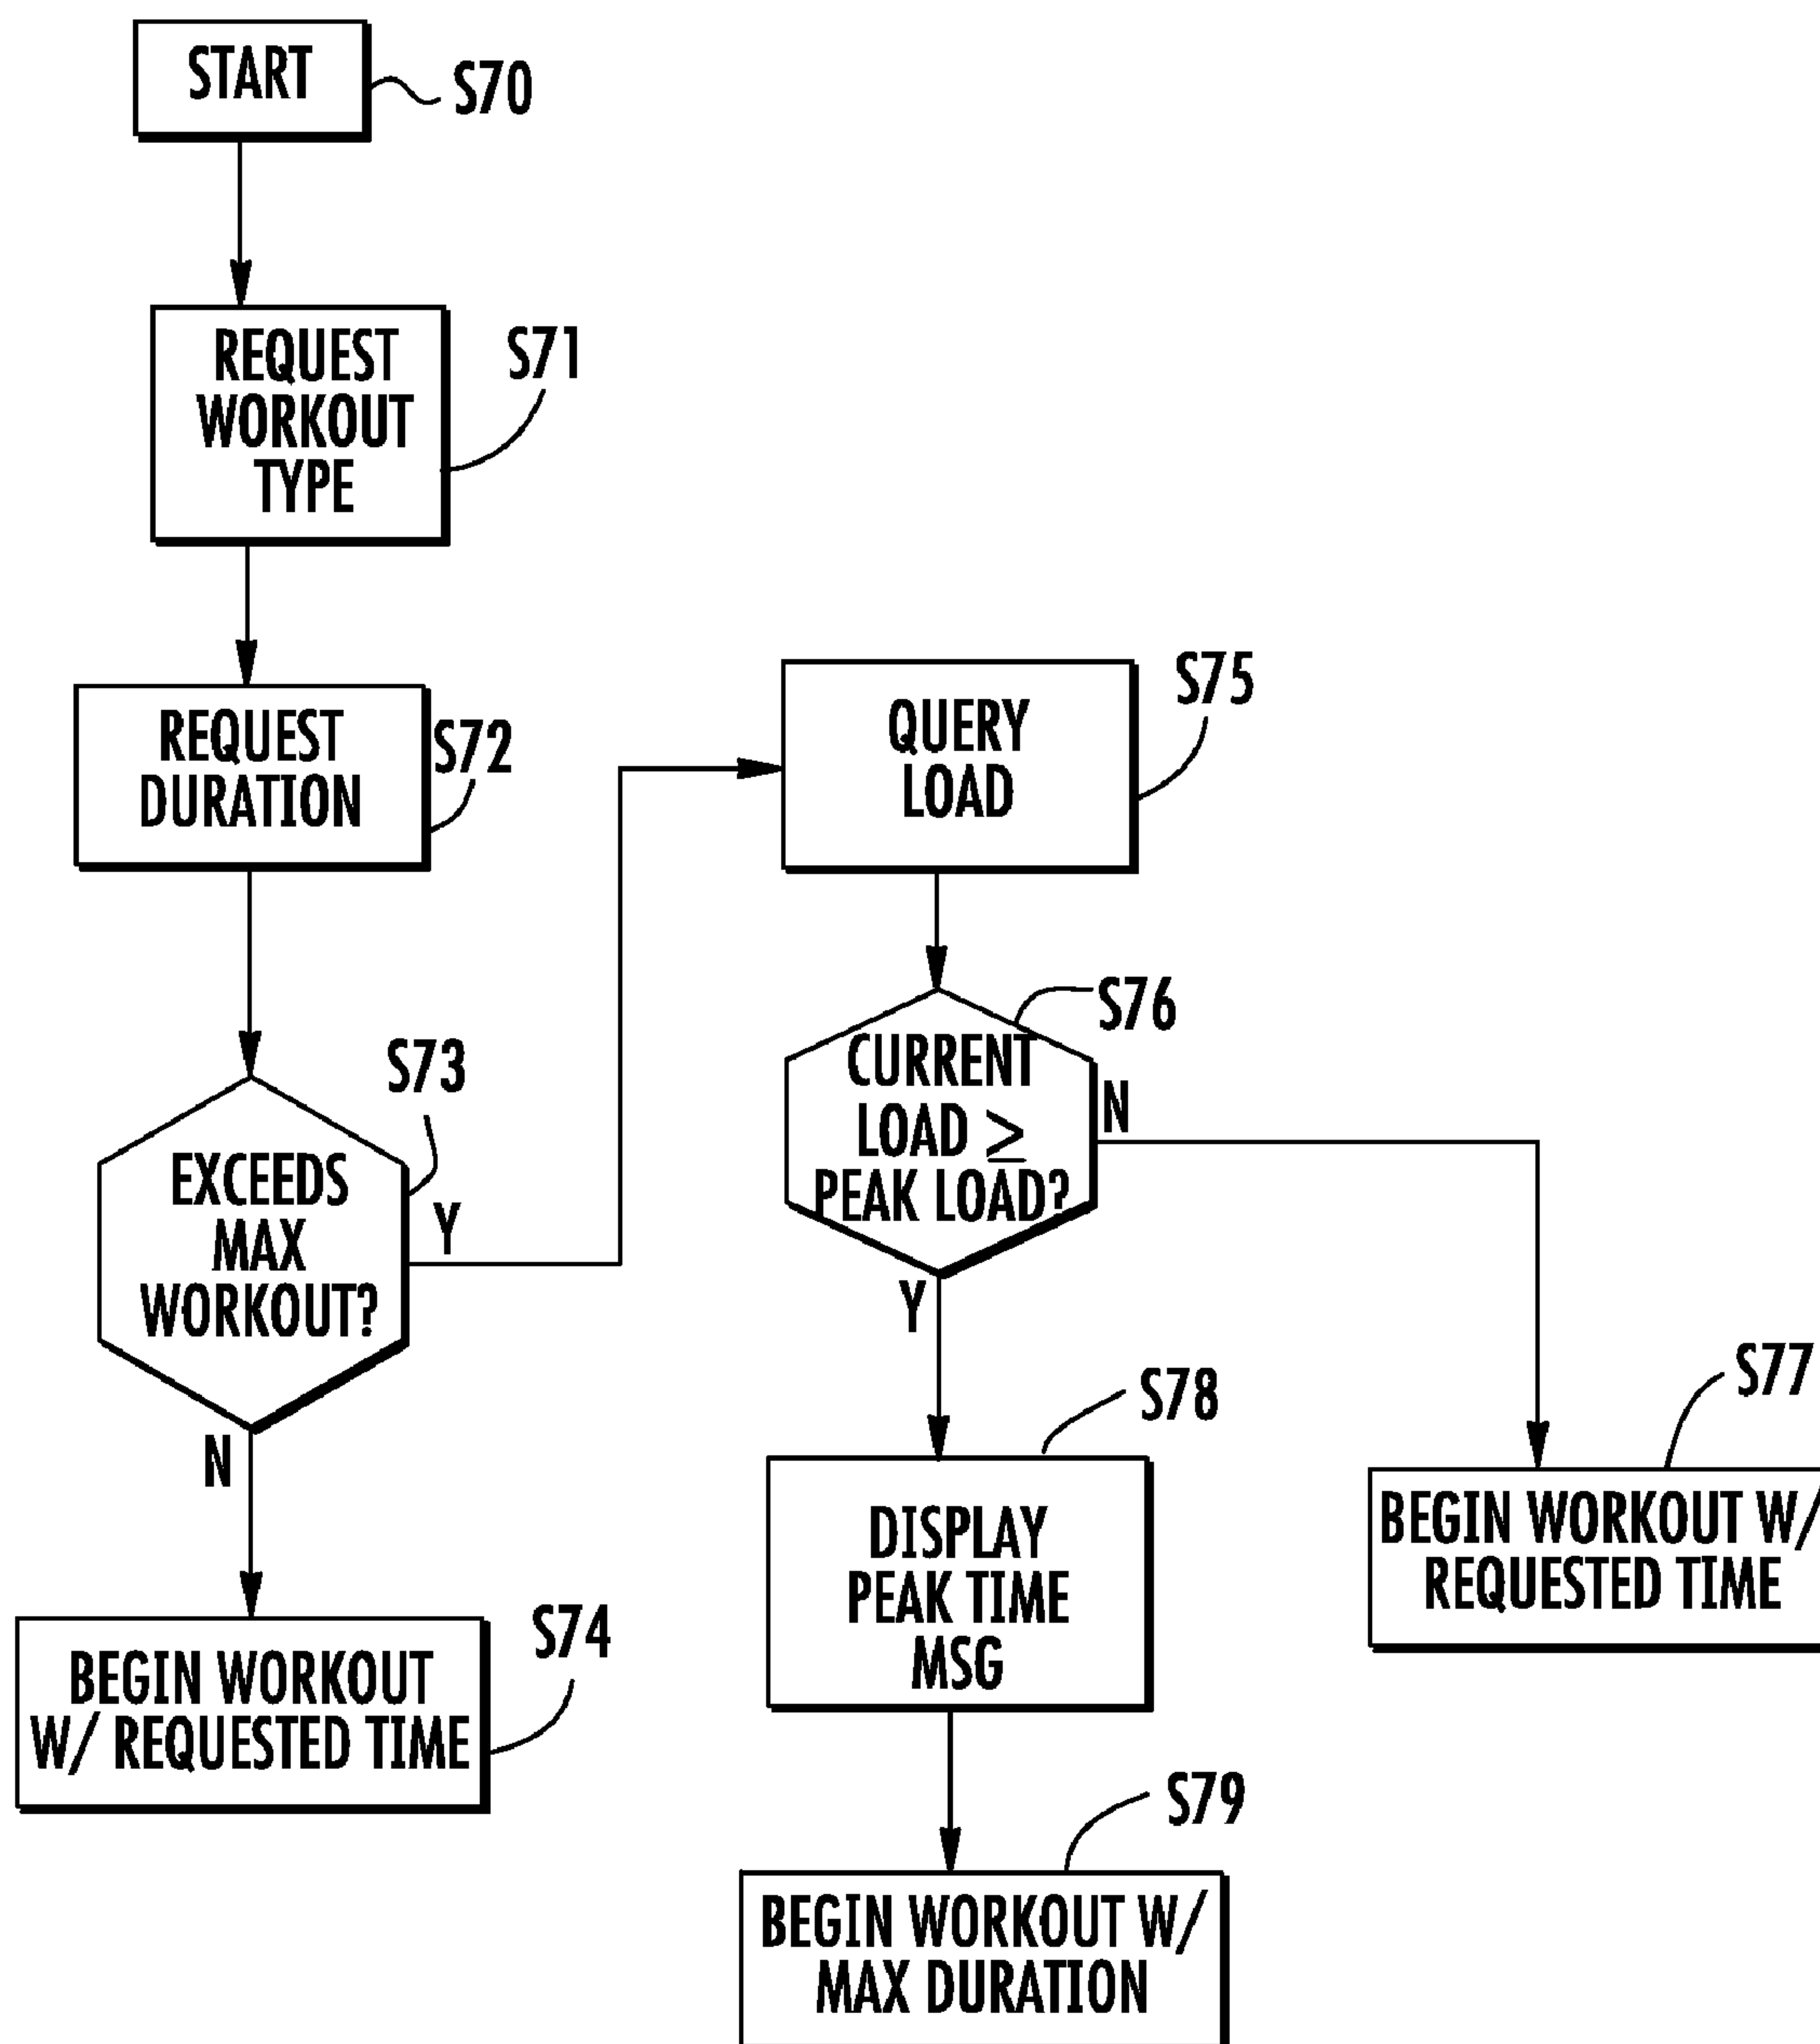 START
S70
REQUEST
WORKOUT
TYPE
S71
REQUEST
DURATION
S72
EXCEEDS
MAX
WORKOUT?
S73
Y
N
BEGIN WORKOUT
W/ REQUESTED TIME
S74
QUERY
LOAD
S75
CURRENT
LOAD ≥
PEAK LOAD?
S76
N
Y
BEGIN WORKOUT W/
REQUESTED TIME
S77
DISPLAY
PEAK TIME
MSG
S78
BEGIN WORKOUT W/
MAX DURATION
S79